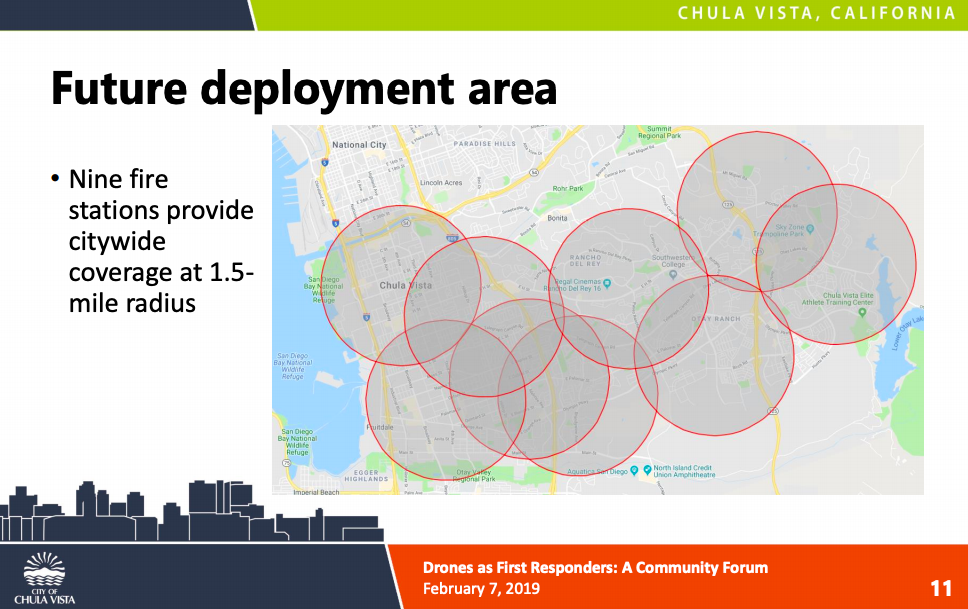 CHULA VISTA, CALIFORNIA
Future deployment area
• Nine fire
stations provide
citywide
coverage at 1.5-
mile radius
National City
PARADISE HILLS
Summit
Regional Park
Lincoln Acres
Rohr Park
Bonita
Sky Zone
Trampoline Park
RANCHO
DEL REY
Southwestern
College
San Diego
Bay National
Wildlife
Refuge
Chula Vista
Regal Cinemas
Rancho Del Rey 16
Chula Vista Elite
Athlete Training Center
OTAY RANCH
Lower Otay Lake
San Diego
Bay National
Wildlife
Refuge
San Diego
Bay National
Wildlife
Refuge
EGGER
HIGHLANDS
Otay Valley
Regional Park
Aquatica San Diego
North Island Credit
Union Amphitheatre
Imperial Beach
CITY OF
CHULA VISTA
Drones as First Responders: A Community Forum
February 7, 2019
11